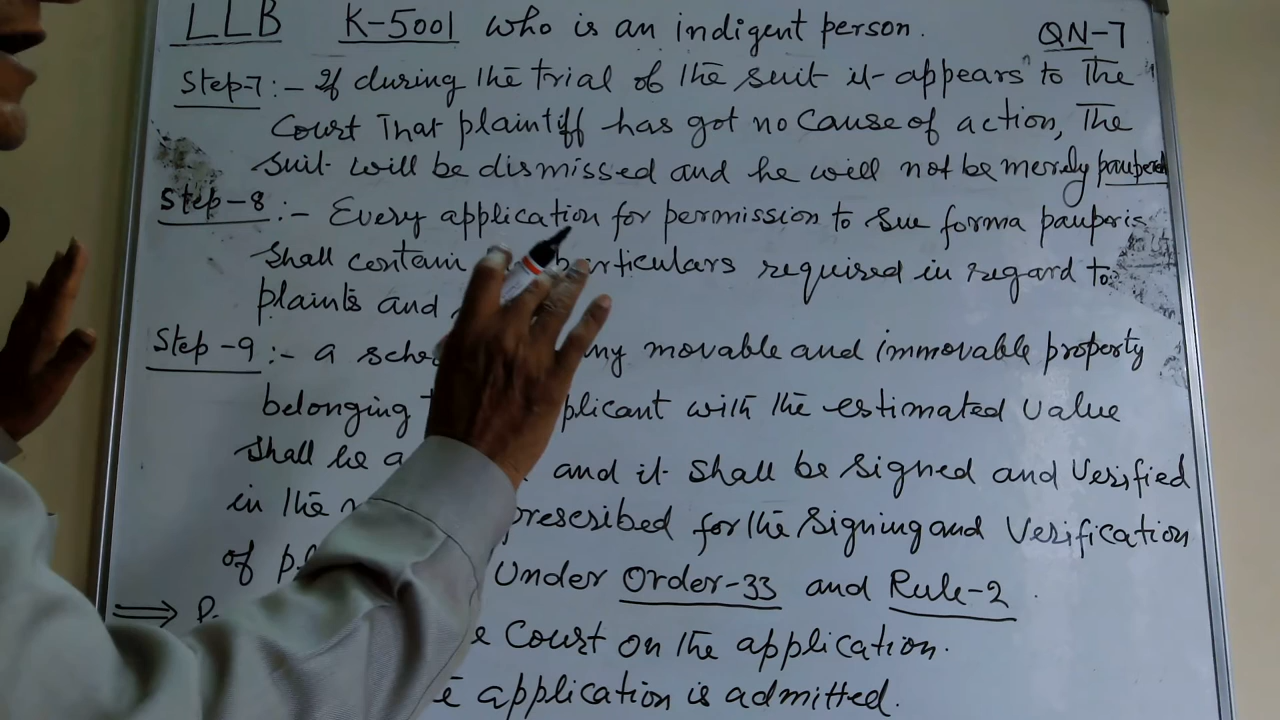 LLB K-5001 who is an indigent person. QN-7
Step-7:- If during the trial of the suit it appears" to the
Court that plaintiff has got no cause of action, The
suit will be dismissed and he will not be merely
Step-8:- Every application for permission to sue forma pauperis
shall contain particulars required in regard to
plaints and
Step-9:- a movable and immovable property
belonging with the estimated value
shall be and it shall be signed and Verified
in the prescribed for the signing and Verification
of Under Order-33 and Rule-2.
⇒ Court on the application.
application is admitted.